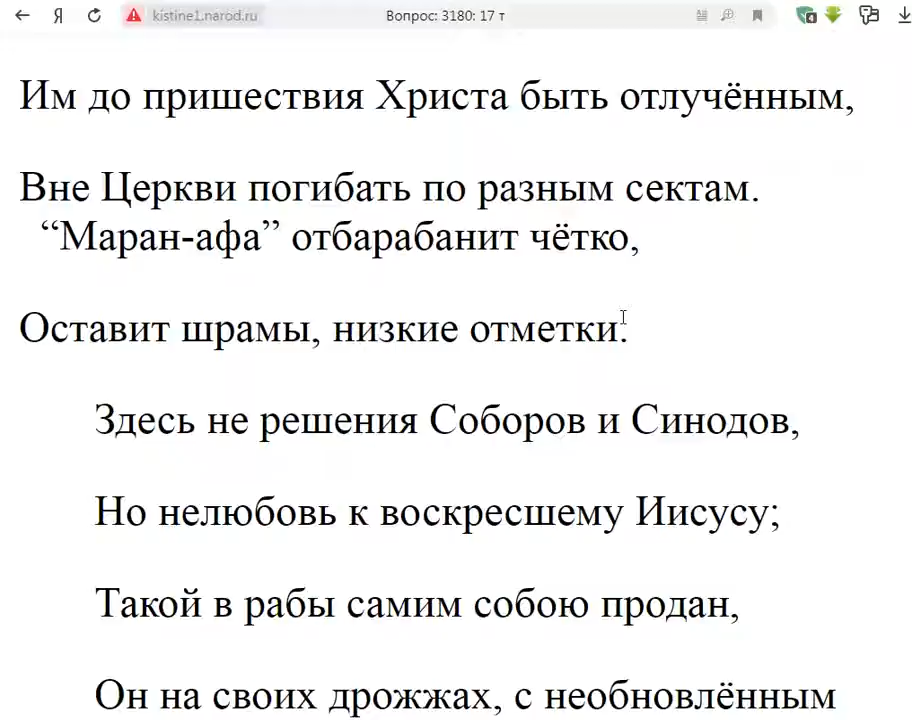 kistine1.narod.ru
Вопрос: 3180: 17 т
Им до пришествия Христа быть отлучённым,
Вне Церкви погибать по разным сектам.
“Маран-афа” отбарабанит чётко,
Оставит шрамы, низкие отметки.
Здесь не решения Соборов и Синодов,
Но нелюбовь к воскресшему Иисусу;
Такой в рабы самим собою продан,
Он на своих дрожжах, с необновлённым